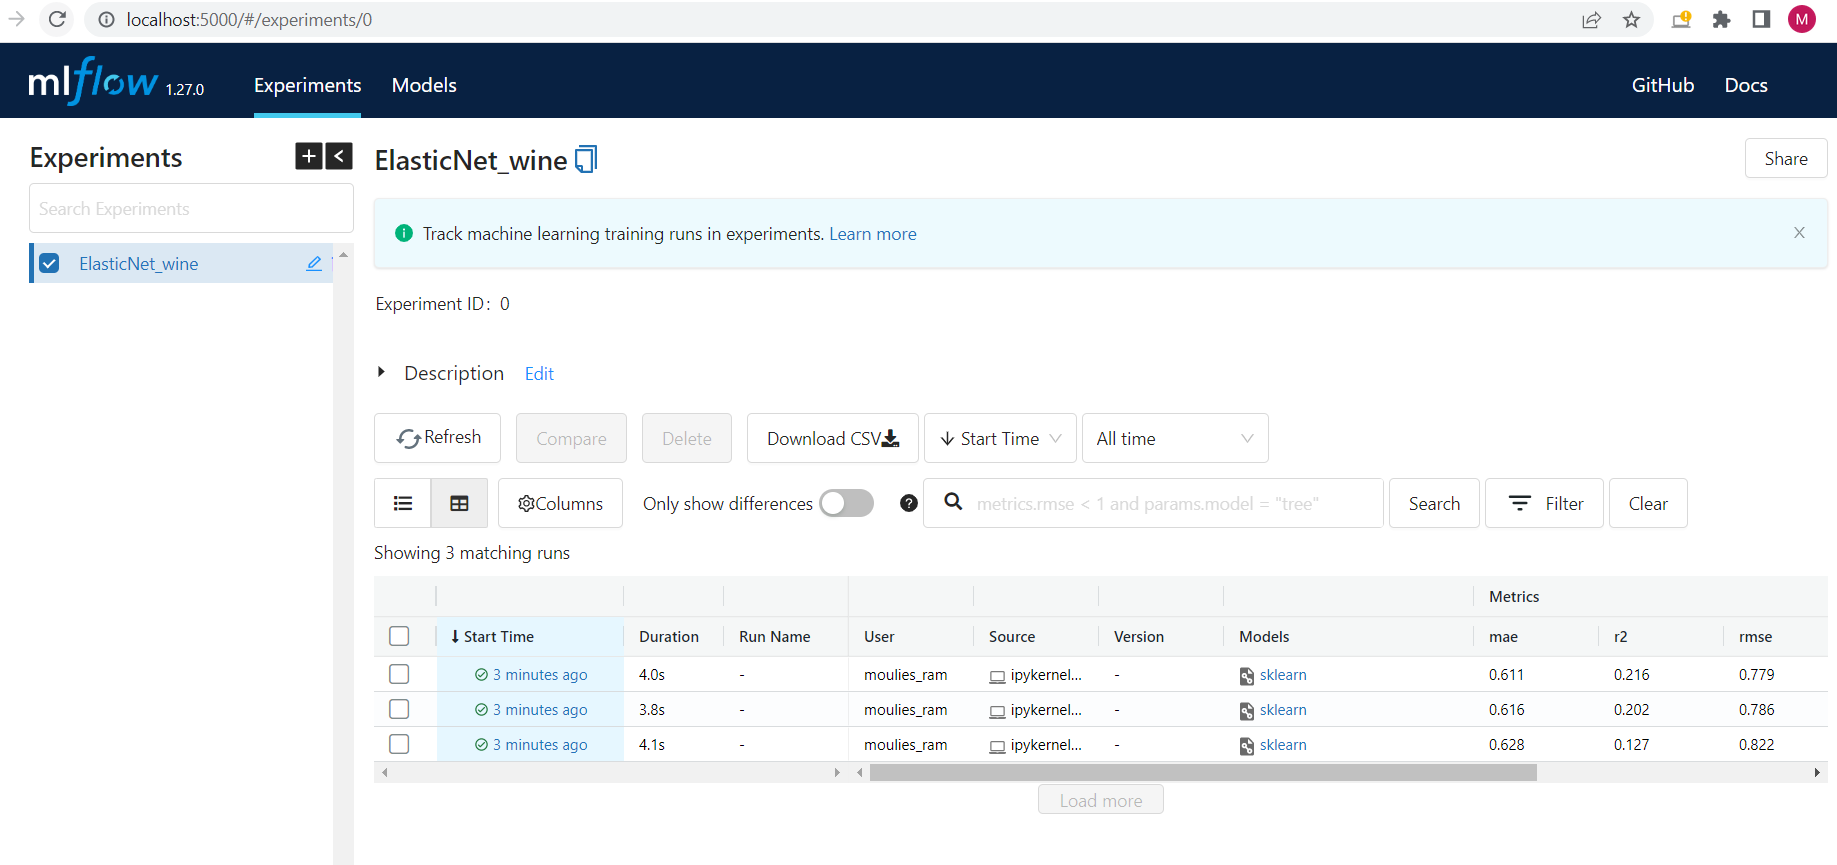 localhost:5000/#/experiments/0
M
mlflow 1.27.0 Experiments Models GitHub Docs
Experiments
Search Experiments
ElasticNet_wine
ElasticNet_wine
Share
Track machine learning training runs in experiments. Learn more
Experiment ID: 0
Description Edit
Refresh Compare Delete Download CSV Start Time All time
Columns Only show differences metrics.rmse < 1 and params.model = "tree" Search Filter Clear
Showing 3 matching runs
Metrics
Start Time Duration Run Name User Source Version Models mae r2 rmse
3 minutes ago 4.0s - moulies_ram ipykernel... - sklearn 0.611 0.216 0.779
3 minutes ago 3.8s - moulies_ram ipykernel... - sklearn 0.616 0.202 0.786
3 minutes ago 4.1s - moulies_ram ipykernel... - sklearn 0.628 0.127 0.822
Load more